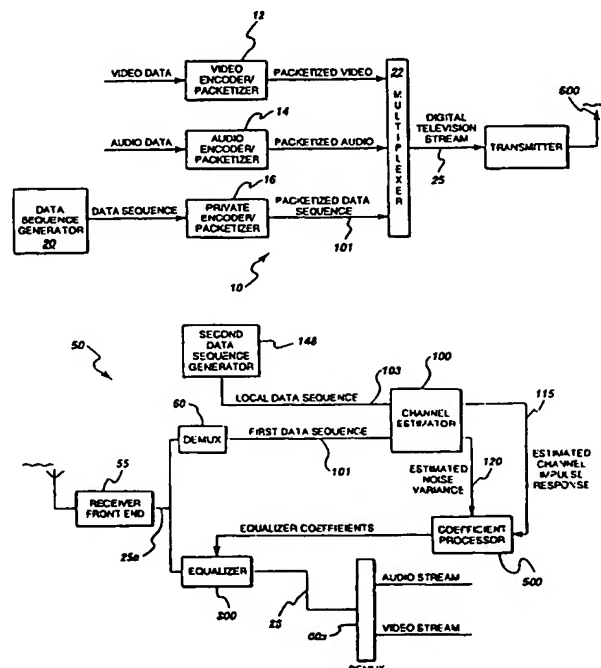 12
VIDEO DATA
VIDEO
ENCODER/
PACKETIZER
PACKETIZED VIDEO
22
MULTIPLEXER
14
AUDIO DATA
AUDIO
ENCODER/
PACKETIZER
PACKETIZED AUDIO
DIGITAL
TELEVISION
STREAM
25
TRANSMITTER
600
16
DATA
SEQUENCE
GENERATOR
20
DATA SEQUENCE
PRIVATE
ENCODER/
PACKETIZER
PACKETIZED DATA
SEQUENCE
101
10
50
SECOND
DATA
SEQUENCE
GENERATOR
148
103
LOCAL DATA SEQUENCE
100
CHANNEL
ESTIMATOR
115
60
DEMUX
FIRST DATA SEQUENCE
101
ESTIMATED
NOISE
VARIANCE
120
ESTIMATED
CHANNEL
IMPULSE
RESPONSE
55
RECEIVER
FRONT END
25a
EQUALIZER COEFFICIENTS
COEFFICIENT
PROCESSOR
500
EQUALIZER
200
25
60a
AUDIO STREAM
VIDEO STREAM
DEMUX